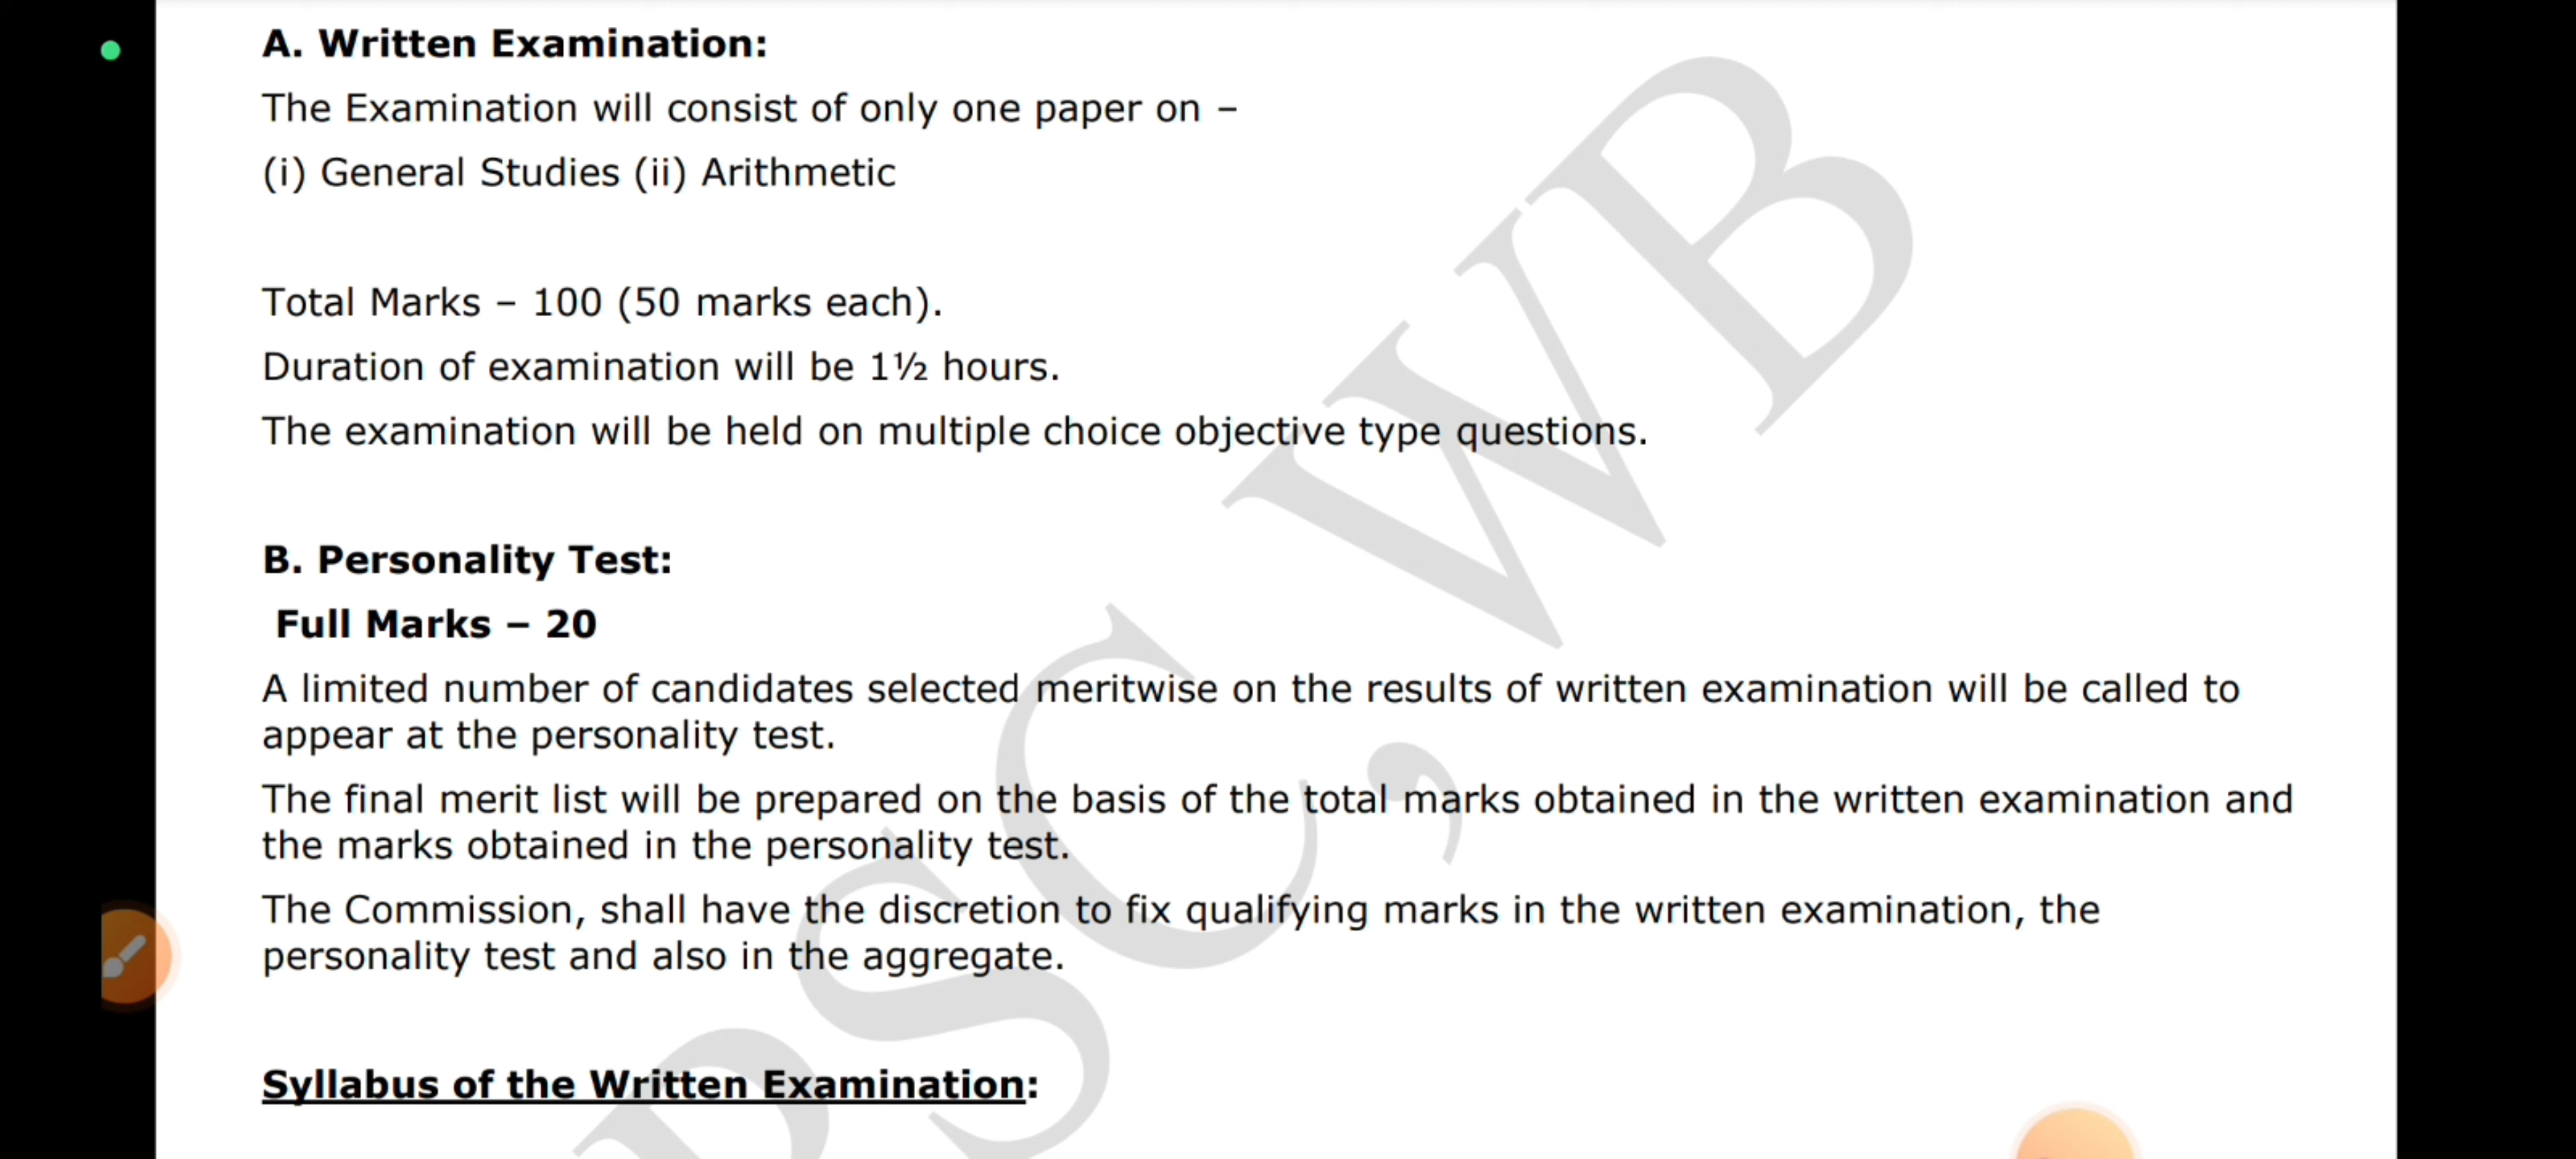 A. Written Examination:
The Examination will consist of only one paper on –
(i) General Studies (ii) Arithmetic
Total Marks – 100 (50 marks each).
Duration of examination will be 1½ hours.
The examination will be held on multiple choice objective type questions.
B. Personality Test:
Full Marks – 20
A limited number of candidates selected meritwise on the results of written examination will be called to
appear at the personality test.
The final merit list will be prepared on the basis of the total marks obtained in the written examination and
the marks obtained in the personality test.
The Commission, shall have the discretion to fix qualifying marks in the written examination, the
personality test and also in the aggregate.
Syllabus of the Written Examination:
PSC, WB